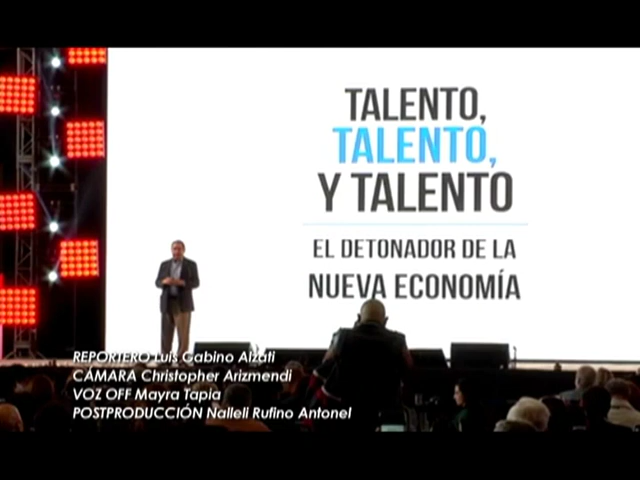 TALENTO,
TALENTO,
Y TALENTO
EL DETONADOR DE LA
NUEVA ECONOMÍA
REPORTERO Luis Gabino Alzati
CÁMARA Christopher Arizmendi
VOZ OFF Mayra Tapia
POSTPRODUCCIÓN Nalleli Rufino Antonel